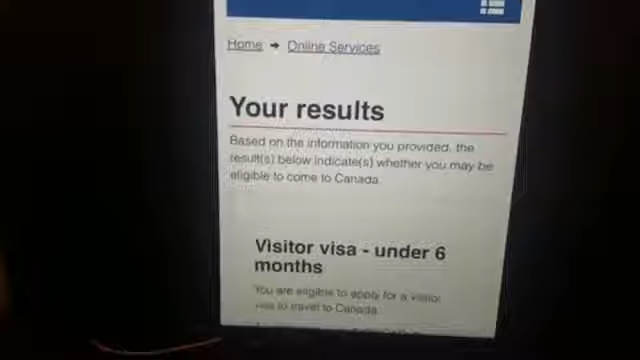 Home → Online Services
Your results
Based on the information you provided, the
result(s) below indicate(s) whether you may be
eligible to come to Canada.
Visitor visa - under 6
months
You are eligible to apply for a visitor
visa to travel to Canada.